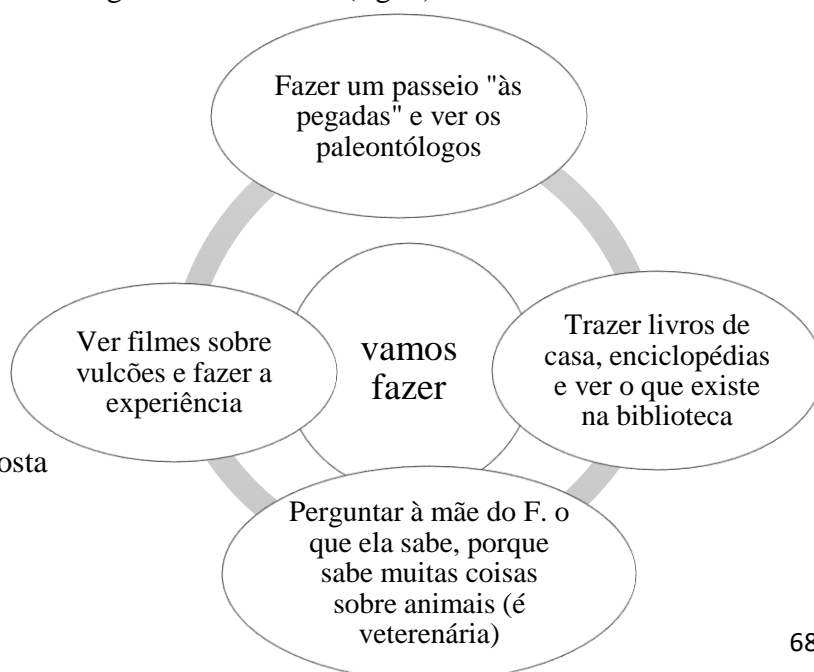 Fazer um passeio "às
pegadas" e ver os
paleontólogos
Ver filmes sobre
vulcões e fazer a
experiência
vamos
fazer
Trazer livros de
casa, enciclopédias
e ver o que existe
na biblioteca
osta
Perguntar à mãe do F. o
que ela sabe, porque
sabe muitas coisas
sobre animais (é
veterenária)
68